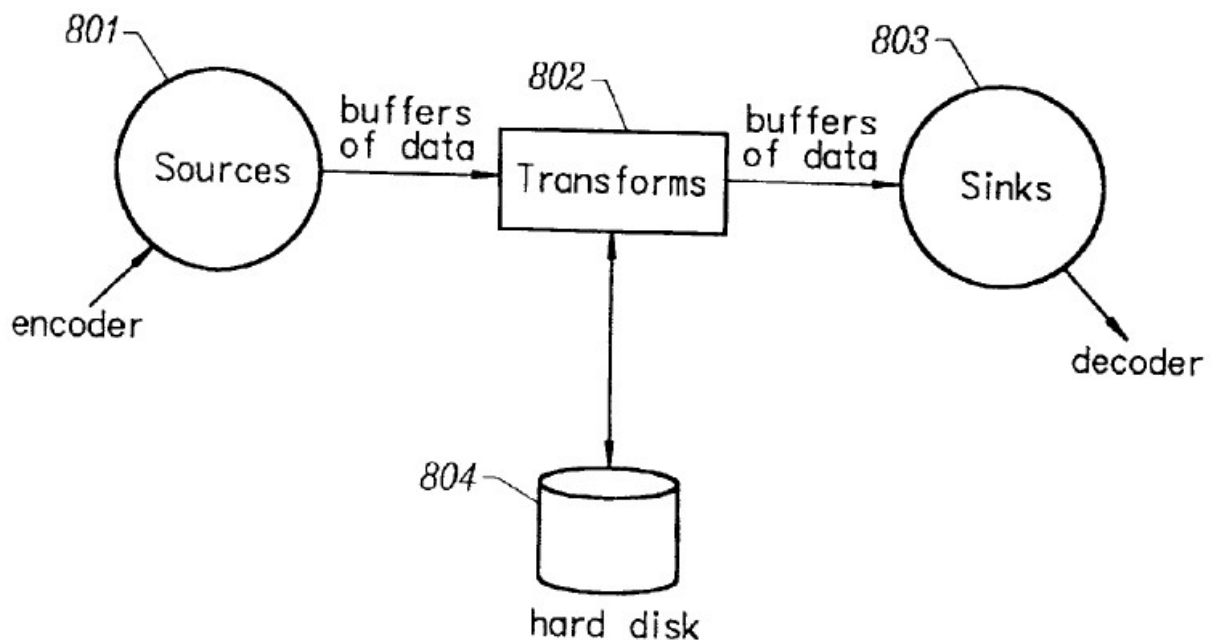 801
802
803
buffers
of data
buffers
of data
Sources
Transforms
Sinks
encoder
decoder
804
hard disk